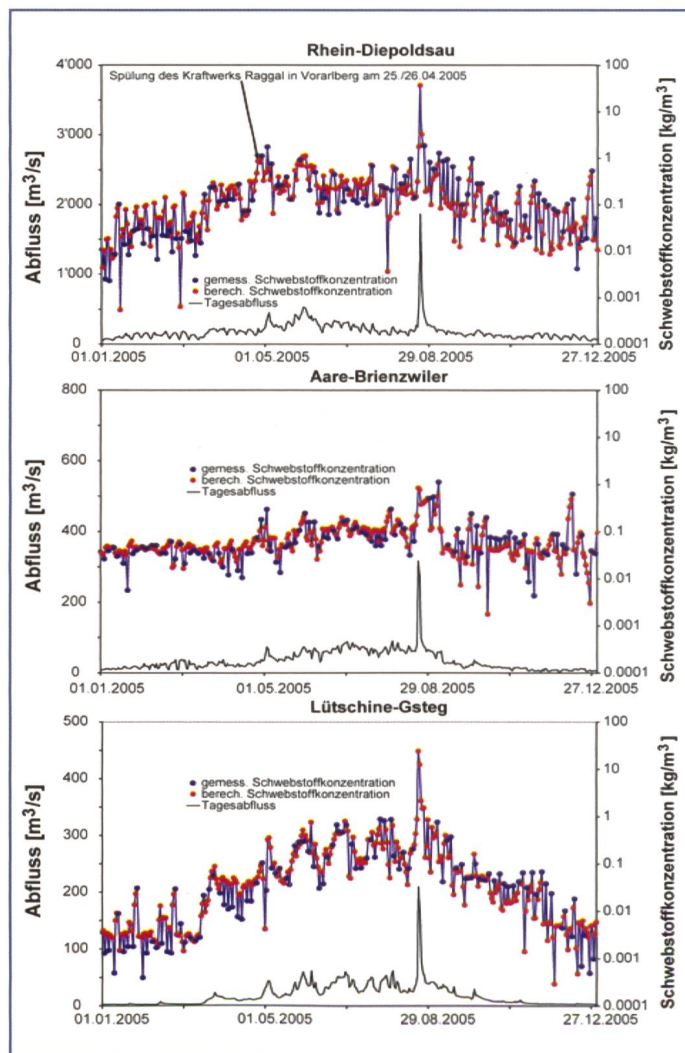 Rhein-Diepoldsau
4'000
3'000
2'000
1'000
0
Abfluss [m³/s]
Spülung des Kraftwerks Raggal in Vorarlberg am 25./26.04.2005
gemess. Schwebstoffkonzentration
berech. Schwebstoffkonzentration
Tagesabfluss
100
10
1
0.1
0.01
0.001
0.0001
Schwebstoffkonzentration [kg/m³]
01.01.2005 01.05.2005 29.08.2005 27.12.2005
Aare-Brienzwiler
800
600
400
200
0
Abfluss [m³/s]
gemess. Schwebstoffkonzentration
berech. Schwebstoffkonzentration
Tagesabfluss
100
10
1
0.1
0.01
0.001
0.0001
Schwebstoffkonzentration [kg/m³]
01.01.2005 01.05.2005 29.08.2005 27.12.2005
Lütschine-Gsteg
500
450
300
200
100
0
Abfluss [m³/s]
gemess. Schwebstoffkonzentration
berech. Schwebstoffkonzentration
Tagesabfluss
100
10
1
0.1
0.01
0.001
0.0001
Schwebstoffkonzentration [kg/m³]
01.01.2005 01.05.2005 29.08.2005 27.12.2005